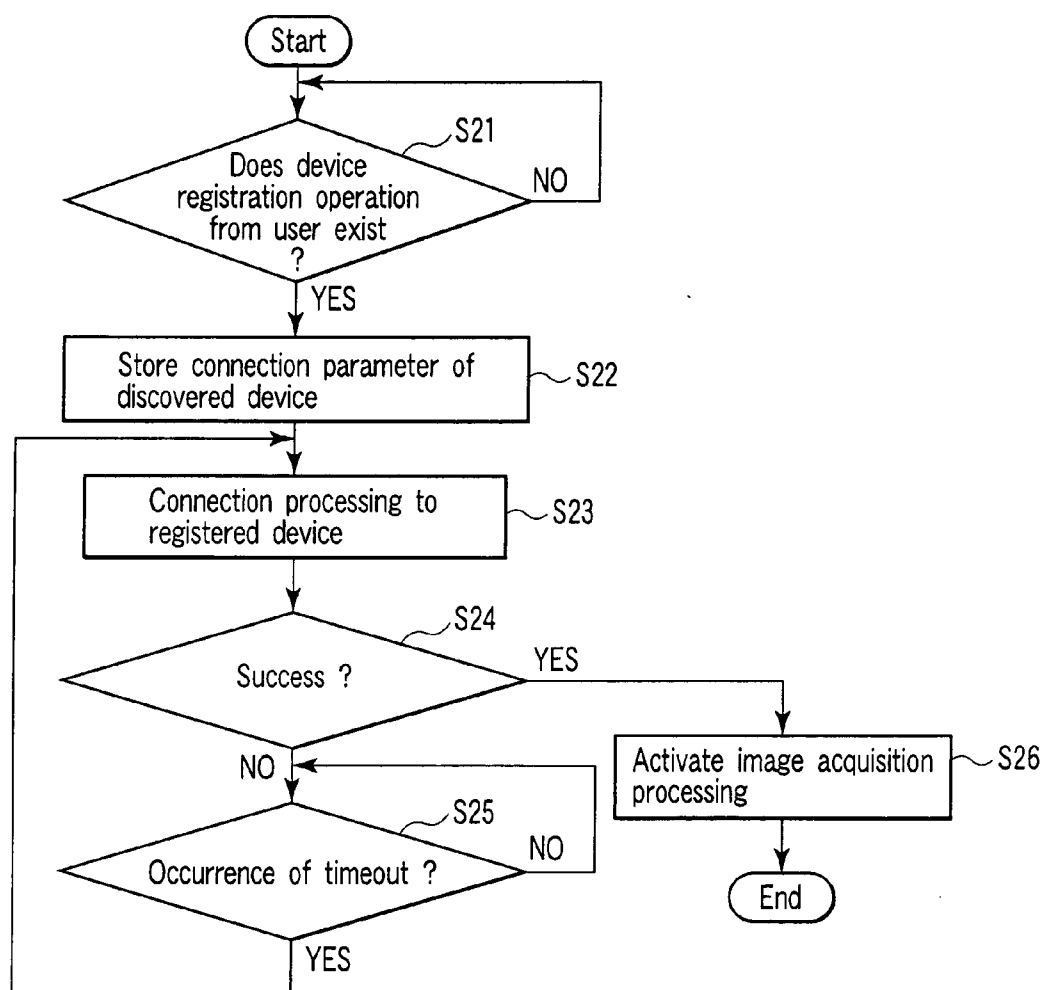 Start
S21
Does device
registration operation
from user exist
?
NO
YES
Store connection parameter of
discovered device
S22
Connection processing to
registered device
S23
S24
Success ?
YES
NO
Activate image acquisition
processing
S26
S25
Occurrence of timeout ?
NO
End
YES